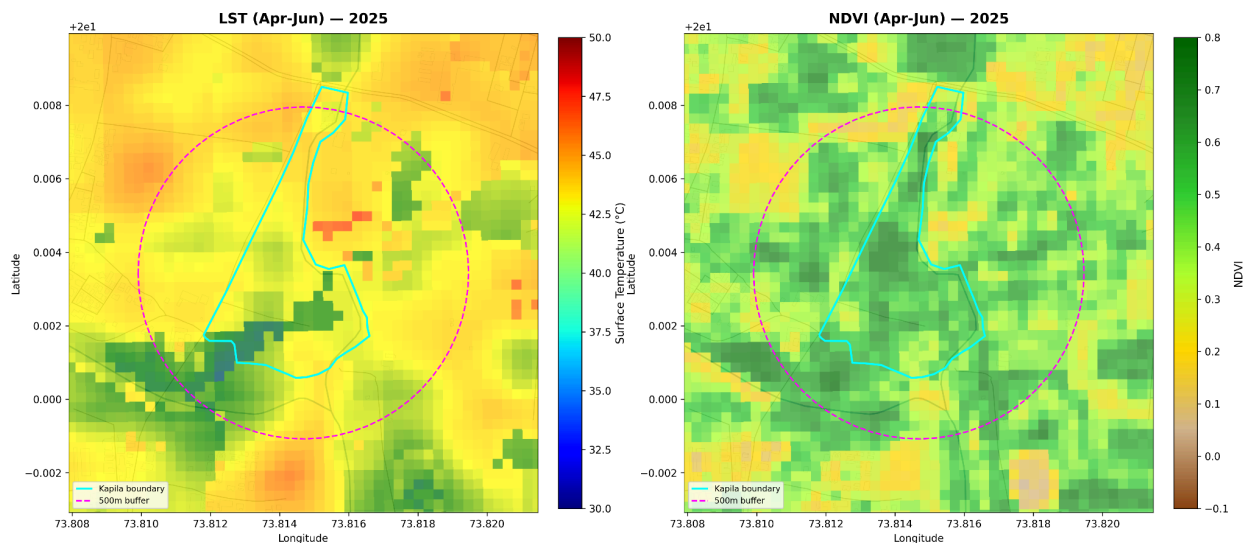 LST (Apr-Jun) — 2025
+2e1
0.008
0.006
0.004
0.002
0.000
−0.002
Latitude
73.808 73.810 73.812 73.814 73.816 73.818 73.820
Longitude
Kapila boundary
500m buffer
50.0
47.5
45.0
42.5
40.0
37.5
35.0
32.5
30.0
Surface Temperature (°C)
NDVI (Apr-Jun) — 2025
+2e1
0.008
0.006
0.004
0.002
0.000
−0.002
Latitude
73.808 73.810 73.812 73.814 73.816 73.818 73.820
Longitude
Kapila boundary
500m buffer
0.8
0.7
0.6
0.5
0.4
0.3
0.2
0.1
0.0
−0.1
NDVI